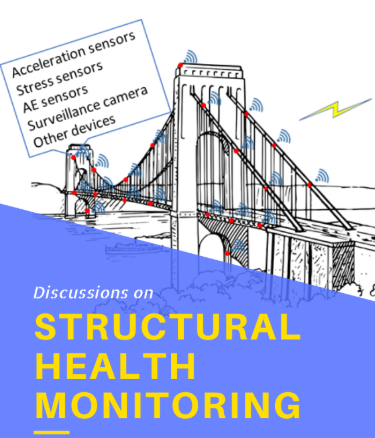 Acceleration sensors
Stress sensors
AE sensors
Surveillance camera
Other devices
Discussions on
STRUCTURAL
HEALTH
MONITORING